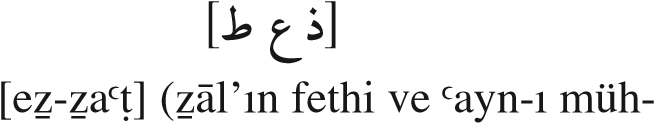 [ذ ع ط]
[eẕ-ẕaʿṭ] (ẕāl’ın fethi ve ʿayn-ı müh-